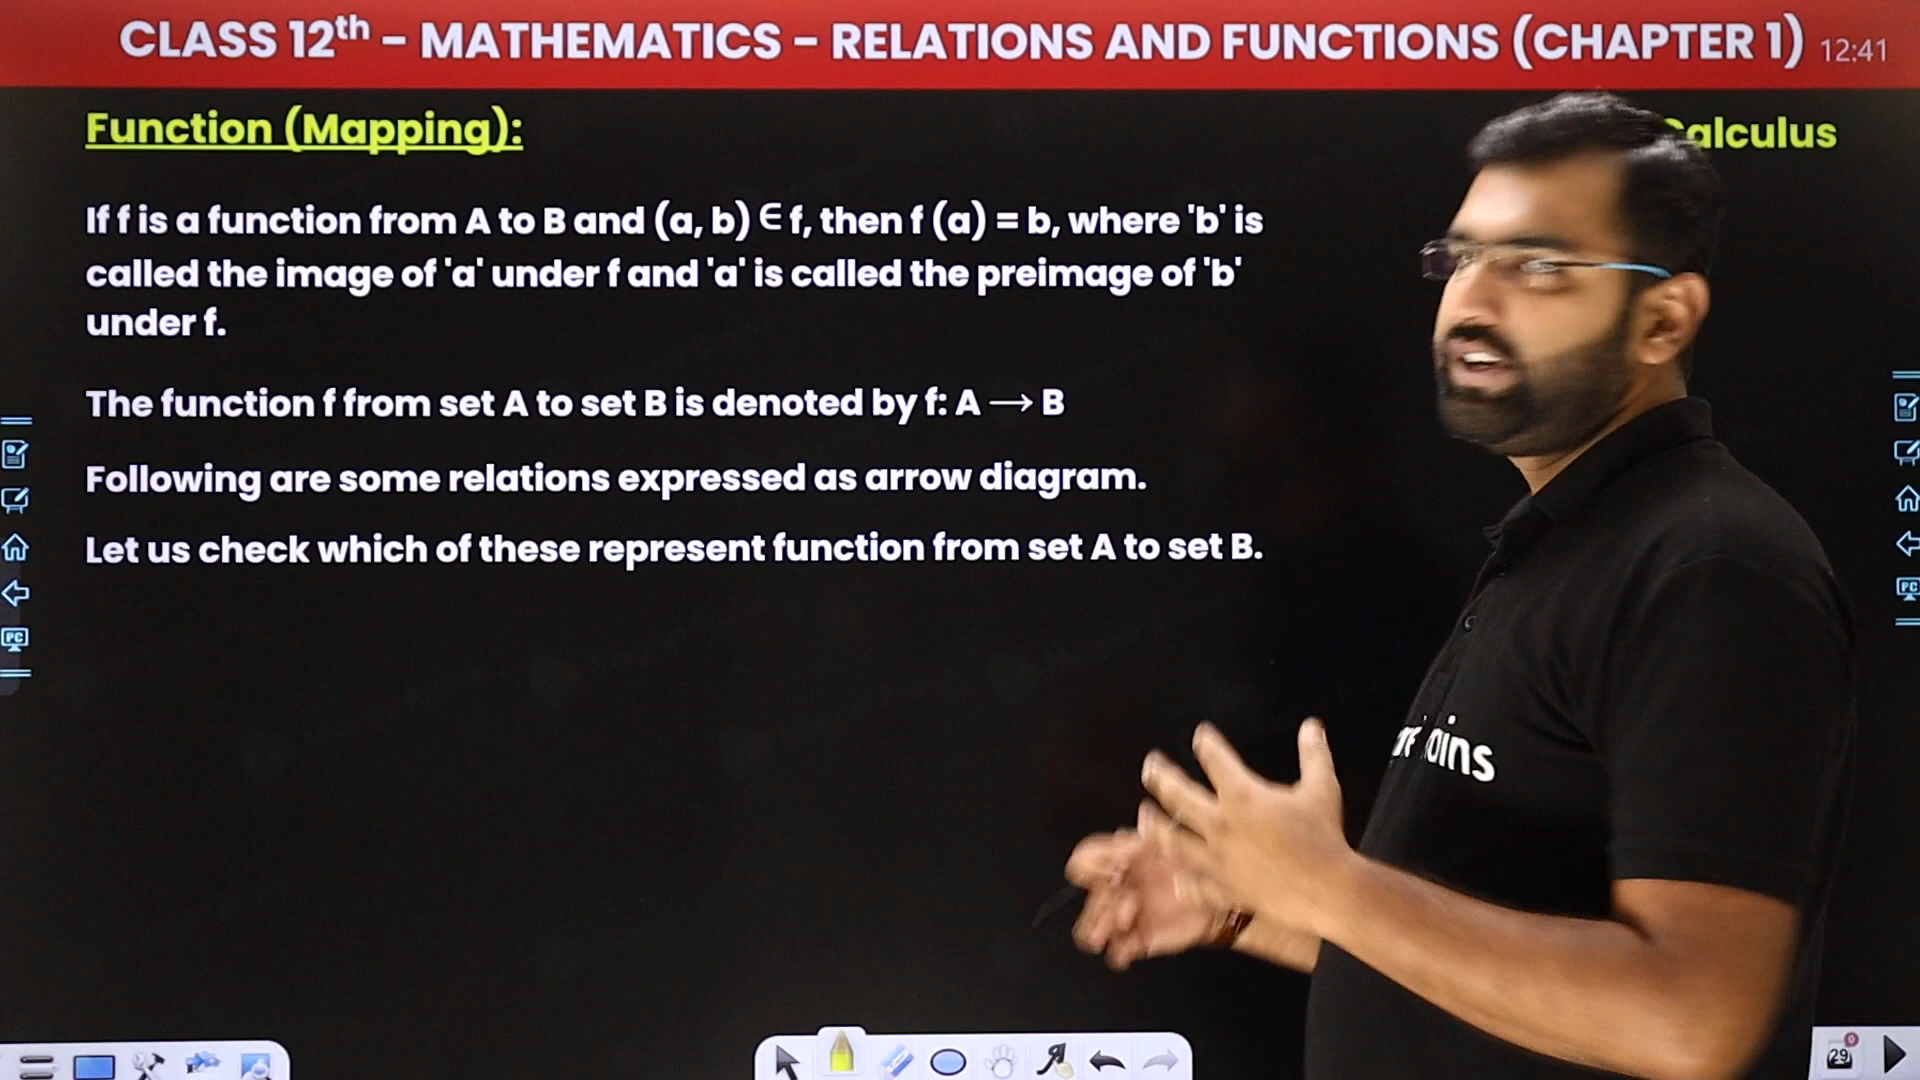 CLASS 12th - MATHEMATICS - RELATIONS AND FUNCTIONS (CHAPTER 1) 12:41
Function (Mapping):
If f is a function from A to B and (a, b) ∈ f, then f (a) = b, where 'b' is
called the image of 'a' under f and 'a' is called the preimage of 'b'
under f.
The function f from set A to set B is denoted by f: A → B
Following are some relations expressed as arrow diagram.
Let us check which of these represent function from set A to set B.
PC
PC
29